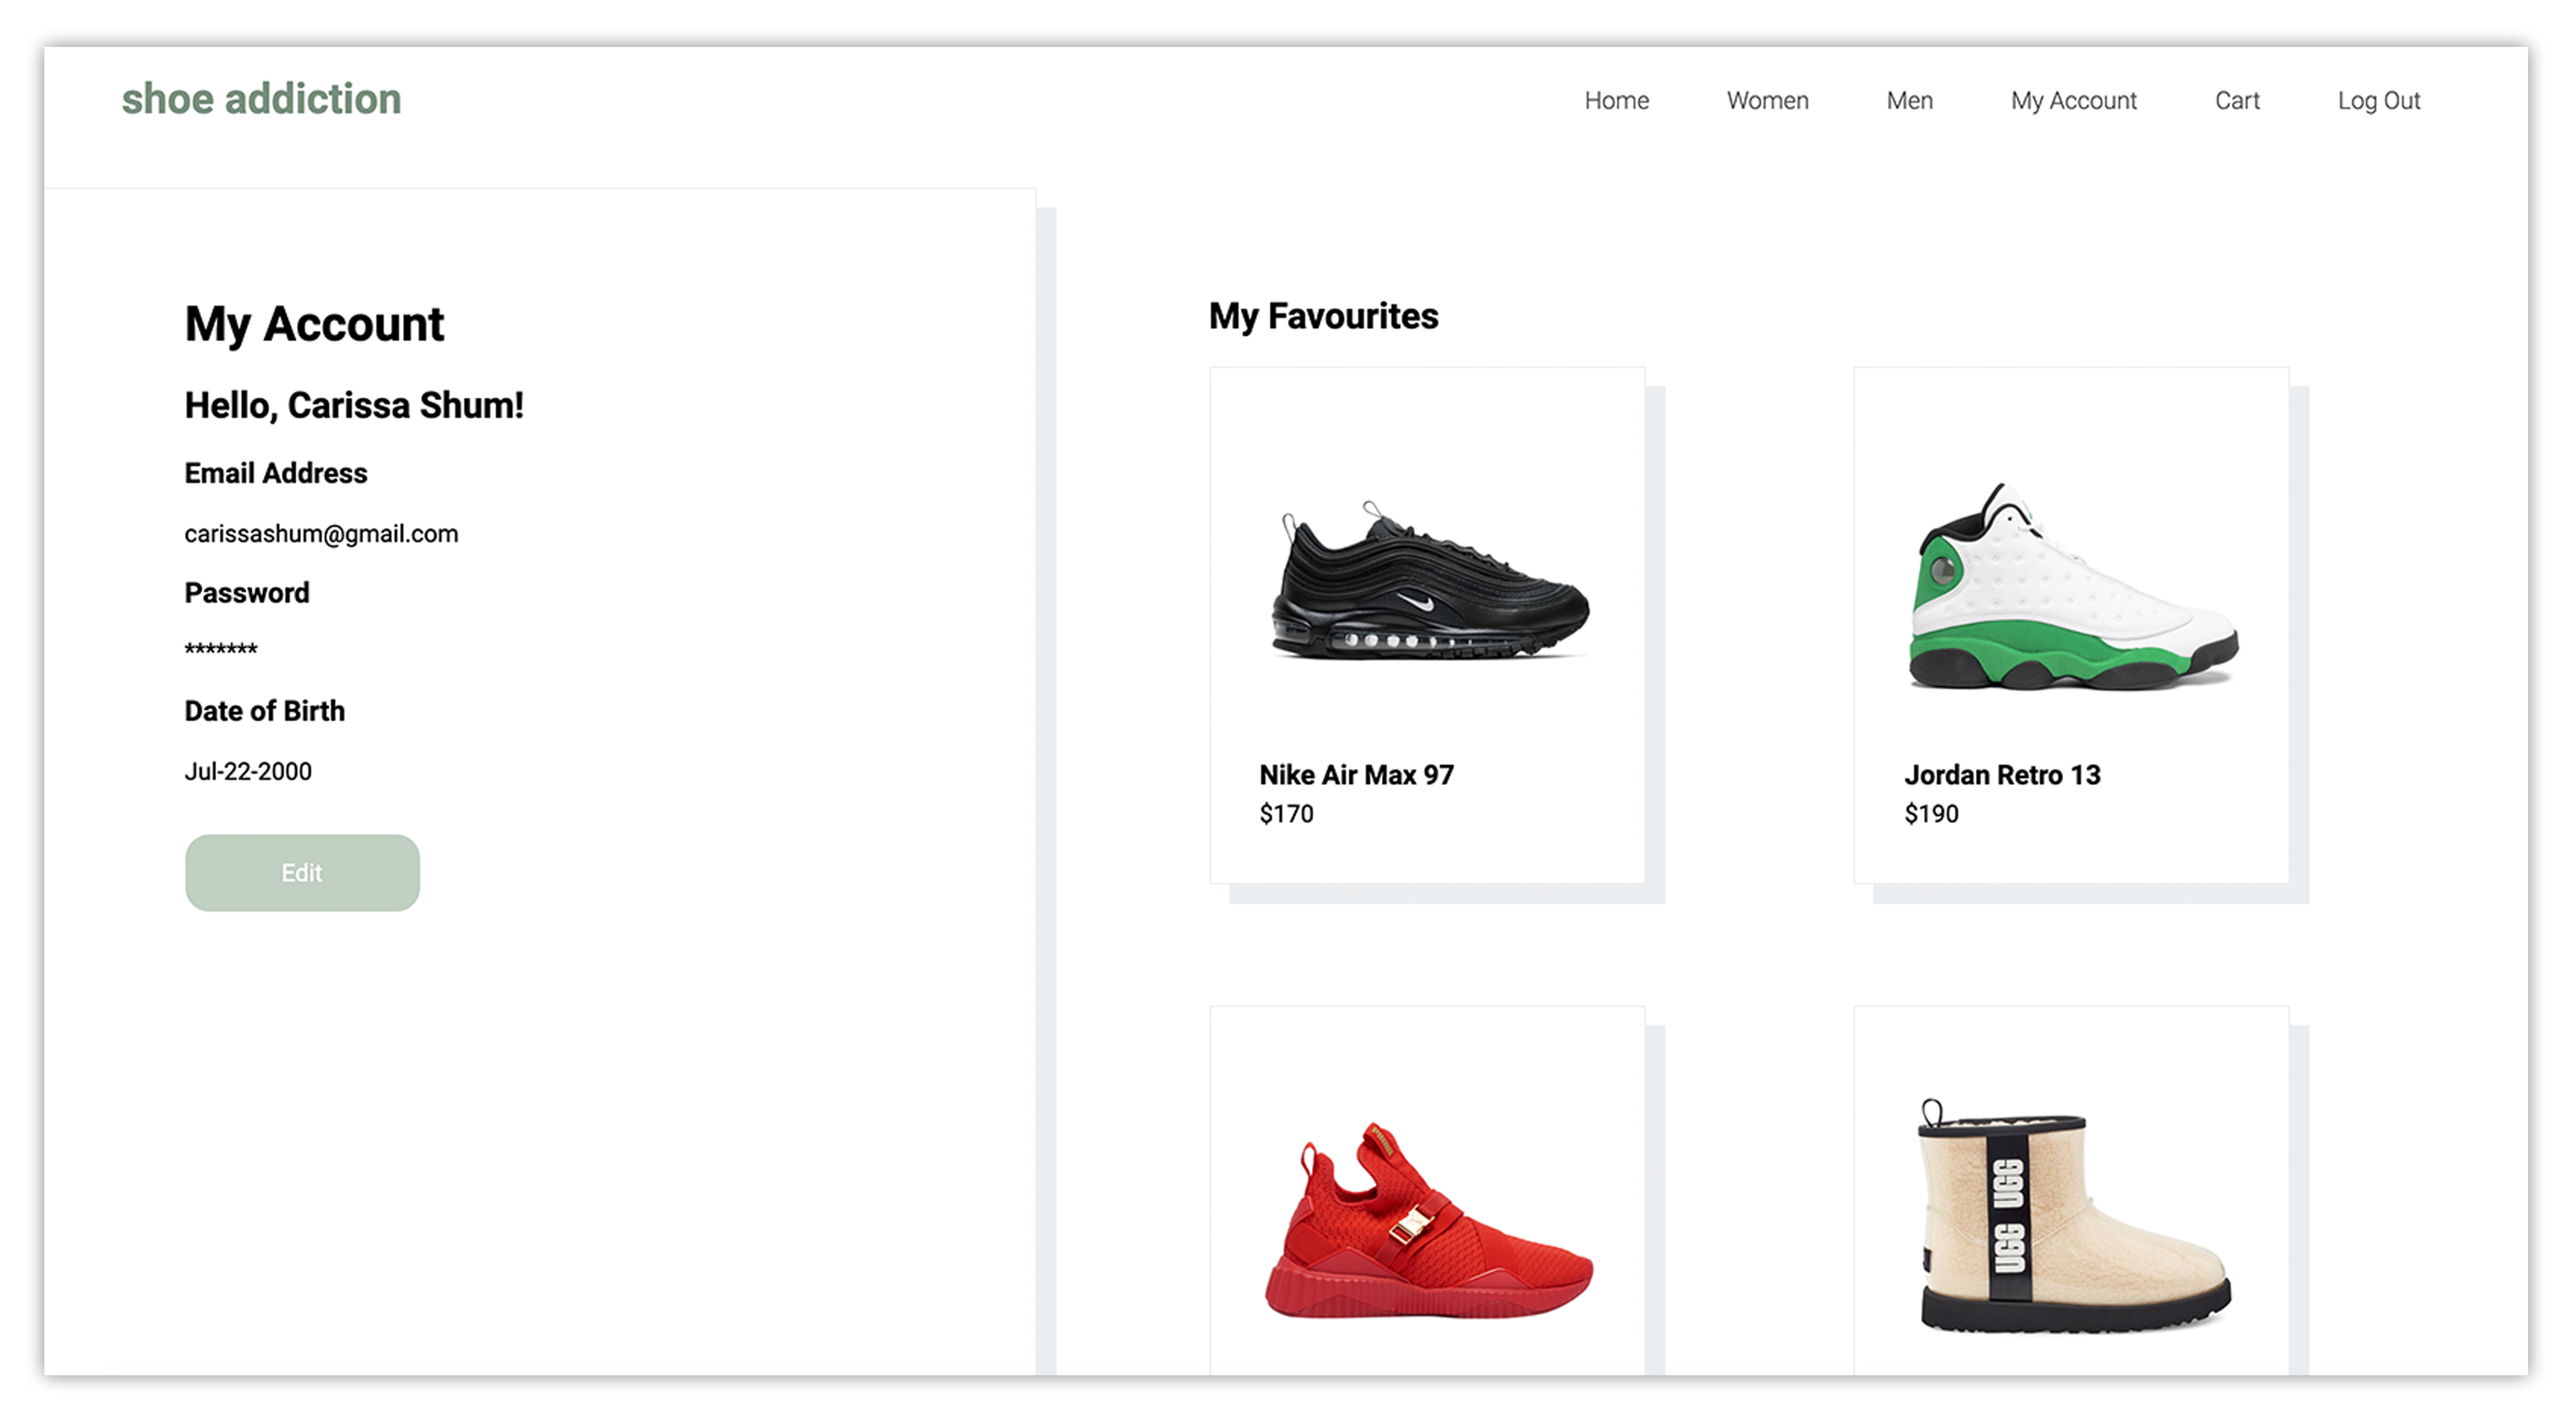 shoe addiction
Home Women Men My Account Cart Log Out
My Account
Hello, Carissa Shum!
Email Address
carissashum@gmail.com
Password
*******
Date of Birth
Jul-22-2000
Edit
My Favourites
Nike Air Max 97
$170
Jordan Retro 13
$190
UGG UGG